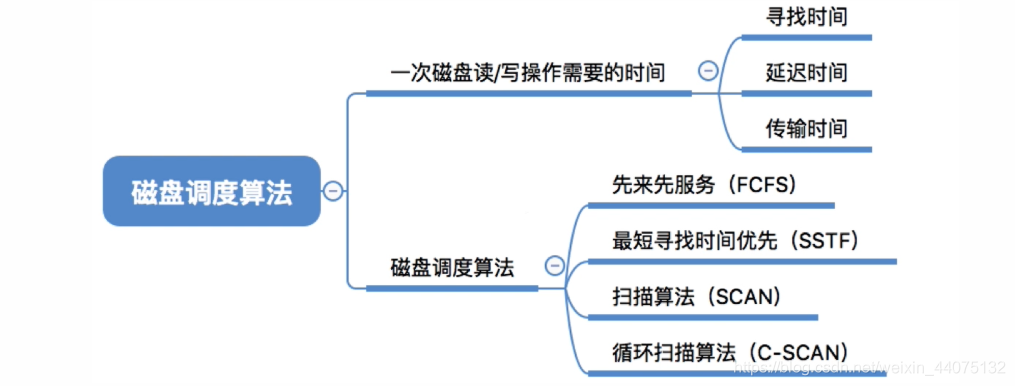 磁盘调度算法
一次磁盘读/写操作需要的时间
寻找时间
延迟时间
传输时间
磁盘调度算法
先来先服务（FCFS）
最短寻找时间优先（SSTF）
扫描算法（SCAN）
循环扫描算法（C-SCAN）
https://blog.csdn.net/weixin_44075132